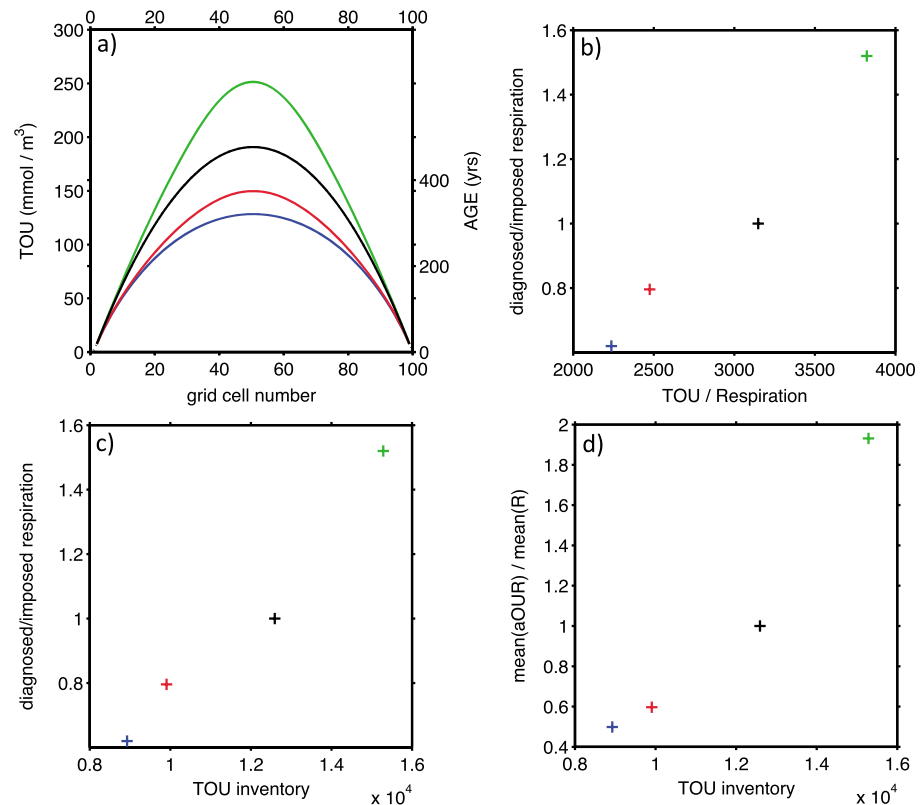 0 20 40 60 80 100
a)
300
250
200
150
100
50
0
TOU (mmol / m³)
400
200
0
AGE (yrs)
0 20 40 60 80 100
grid cell number
b)
1.6
1.4
1.2
1
0.8
diagnosed/imposed respiration
2000 2500 3000 3500 4000
TOU / Respiration
c)
1.6
1.4
1.2
1
0.8
diagnosed/imposed respiration
0.8 1 1.2 1.4 1.6
TOU inventory
x 10⁴
d)
2
1.8
1.6
1.4
1.2
1
0.8
0.6
0.4
mean(aOUR) / mean(R)
0.8 1 1.2 1.4 1.6
TOU inventory
x 10⁴